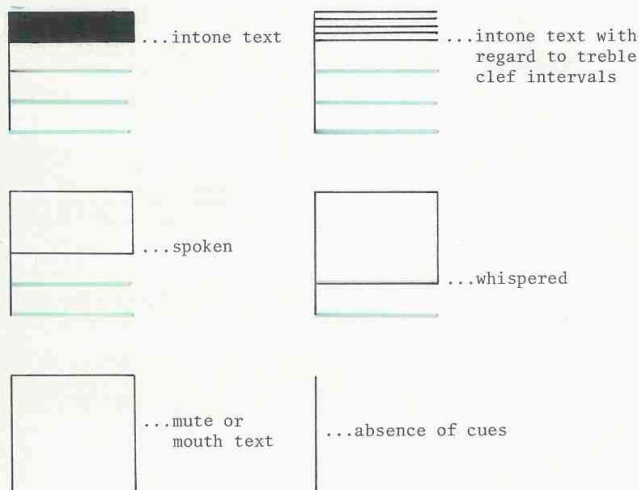 ...intone text
...intone text with
regard to treble
clef intervals
...spoken
...whispered
...mute or
mouth text
...absence of cues